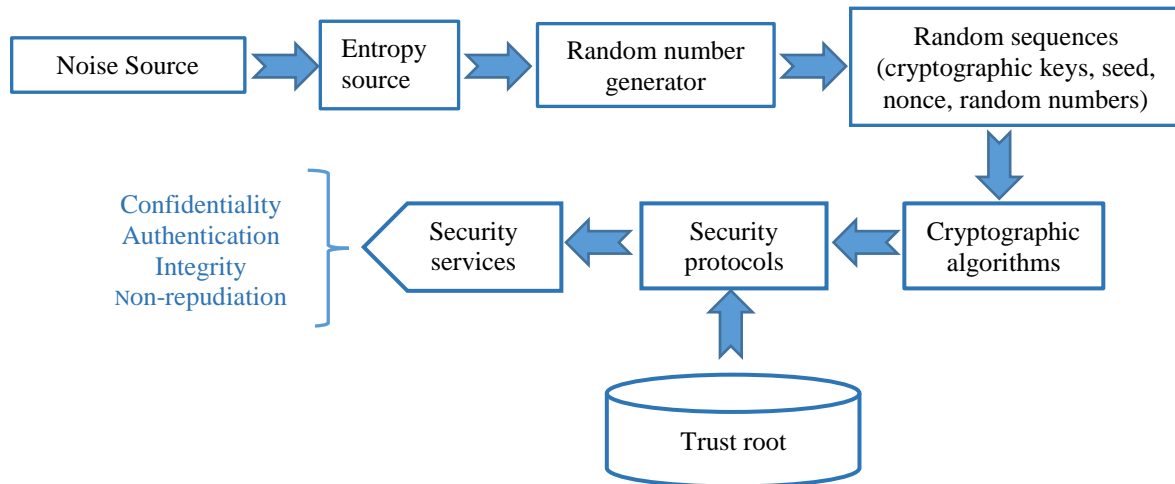 Noise Source
Entropy
source
Random number
generator
Random sequences
(cryptographic keys, seed,
nonce, random numbers)
Confidentiality
Authentication
Integrity
Non-repudiation
Security
services
Security
protocols
Cryptographic
algorithms
Trust root